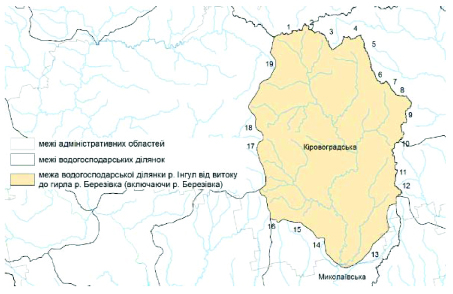 1 2 3 4 5 6 7 8 9 10 11 12 13 14 15 16 17 18 19
межі адміністративних областей
межі водогосподарських ділянок
межа водогосподарської ділянки р. Інгул від витоку
до гирла р. Березівка (включаючи р. Березівка)
Кіровоградська
Миколаївська